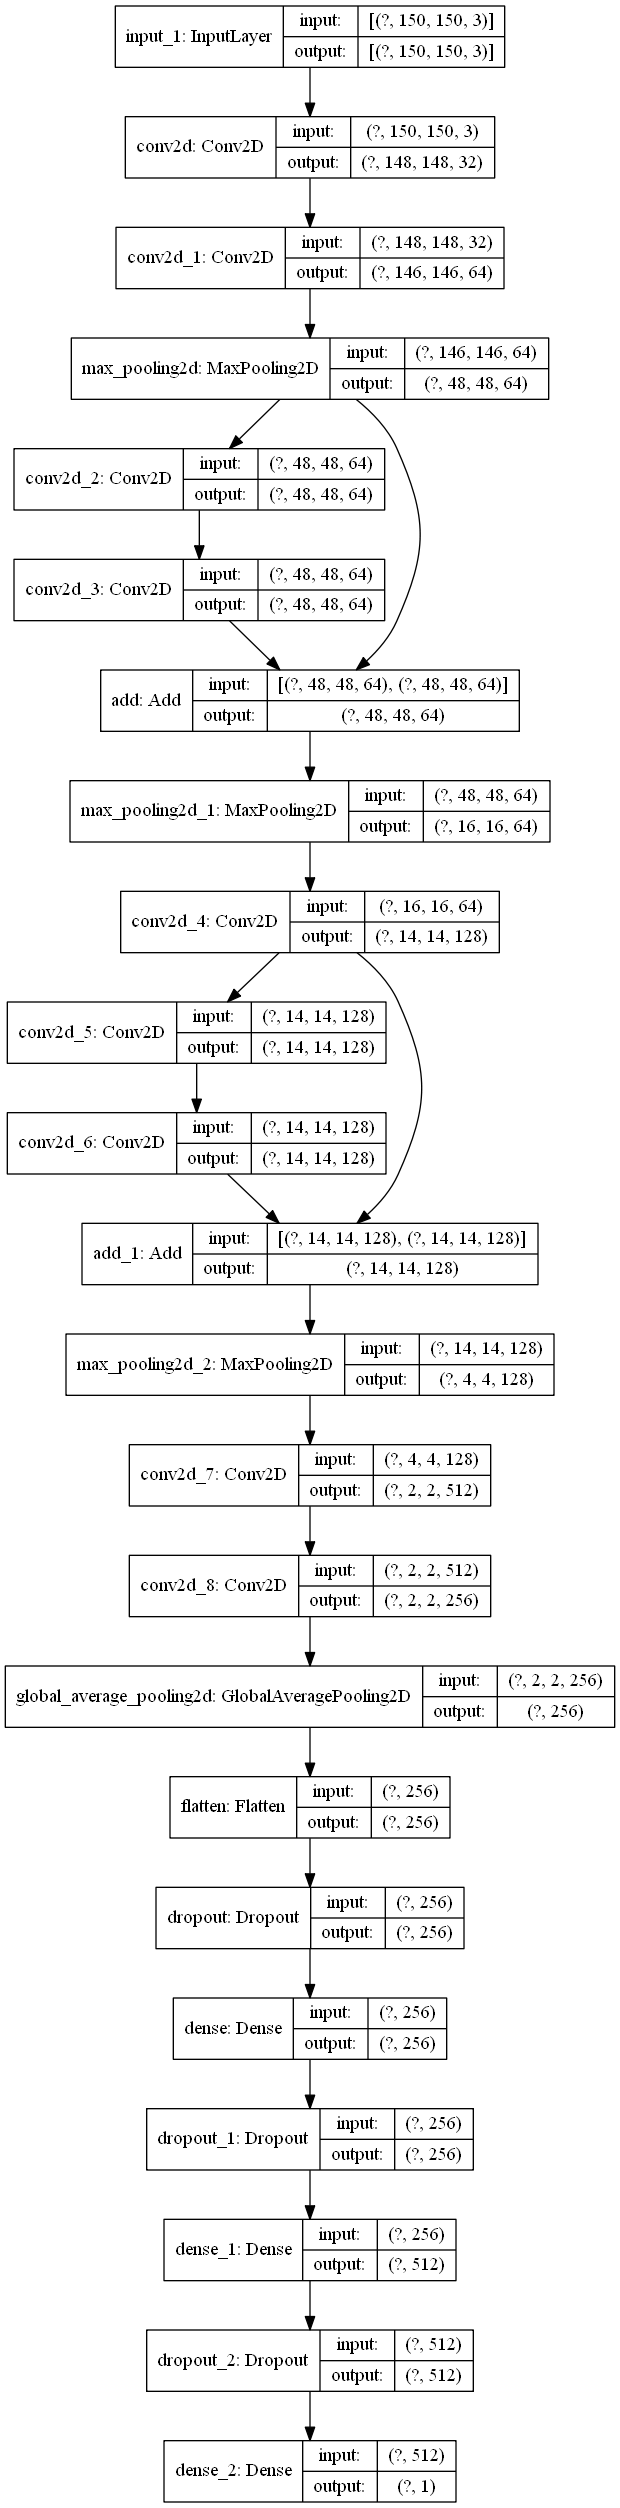 input_1: InputLayer
input: [(?, 150, 150, 3)]
output: [(?, 150, 150, 3)]
conv2d: Conv2D
input: (?, 150, 150, 3)
output: (?, 148, 148, 32)
conv2d_1: Conv2D
input: (?, 148, 148, 32)
output: (?, 146, 146, 64)
max_pooling2d: MaxPooling2D
input: (?, 146, 146, 64)
output: (?, 48, 48, 64)
conv2d_2: Conv2D
input: (?, 48, 48, 64)
output: (?, 48, 48, 64)
conv2d_3: Conv2D
input: (?, 48, 48, 64)
output: (?, 48, 48, 64)
add: Add
input: [(?, 48, 48, 64), (?, 48, 48, 64)]
output: (?, 48, 48, 64)
max_pooling2d_1: MaxPooling2D
input: (?, 48, 48, 64)
output: (?, 16, 16, 64)
conv2d_4: Conv2D
input: (?, 16, 16, 64)
output: (?, 14, 14, 128)
conv2d_5: Conv2D
input: (?, 14, 14, 128)
output: (?, 14, 14, 128)
conv2d_6: Conv2D
input: (?, 14, 14, 128)
output: (?, 14, 14, 128)
add_1: Add
input: [(?, 14, 14, 128), (?, 14, 14, 128)]
output: (?, 14, 14, 128)
max_pooling2d_2: MaxPooling2D
input: (?, 14, 14, 128)
output: (?, 4, 4, 128)
conv2d_7: Conv2D
input: (?, 4, 4, 128)
output: (?, 2, 2, 512)
conv2d_8: Conv2D
input: (?, 2, 2, 512)
output: (?, 2, 2, 256)
global_average_pooling2d: GlobalAveragePooling2D
input: (?, 2, 2, 256)
output: (?, 256)
flatten: Flatten
input: (?, 256)
output: (?, 256)
dropout: Dropout
input: (?, 256)
output: (?, 256)
dense: Dense
input: (?, 256)
output: (?, 256)
dropout_1: Dropout
input: (?, 256)
output: (?, 256)
dense_1: Dense
input: (?, 256)
output: (?, 512)
dropout_2: Dropout
input: (?, 512)
output: (?, 512)
dense_2: Dense
input: (?, 512)
output: (?, 1)